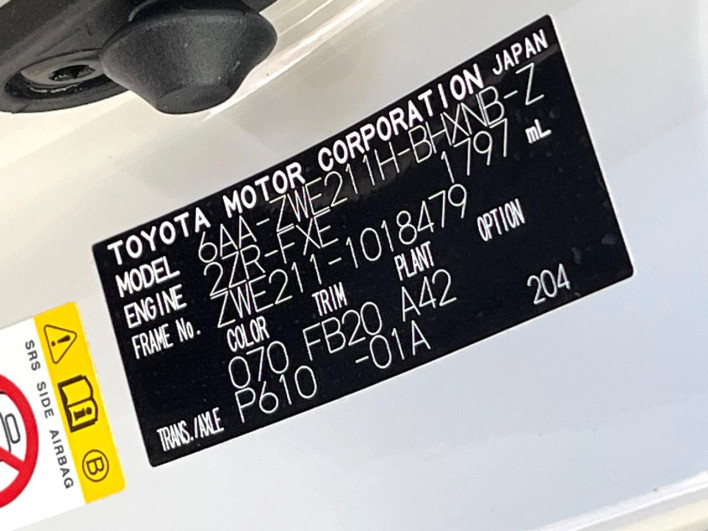 TOYOTA MOTOR CORPORATION JAPAN
MODEL 6AA-ZWE211H-BHXNB-Z
ENGINE 2ZR-FXE 1797 mL
FRAME No. ZWE211-1018479
COLOR TRIM PLANT OPTION
070 FB20 A42 204
TRANS./AXLE P610 -01A
SRS SIDE AIRBAG
B